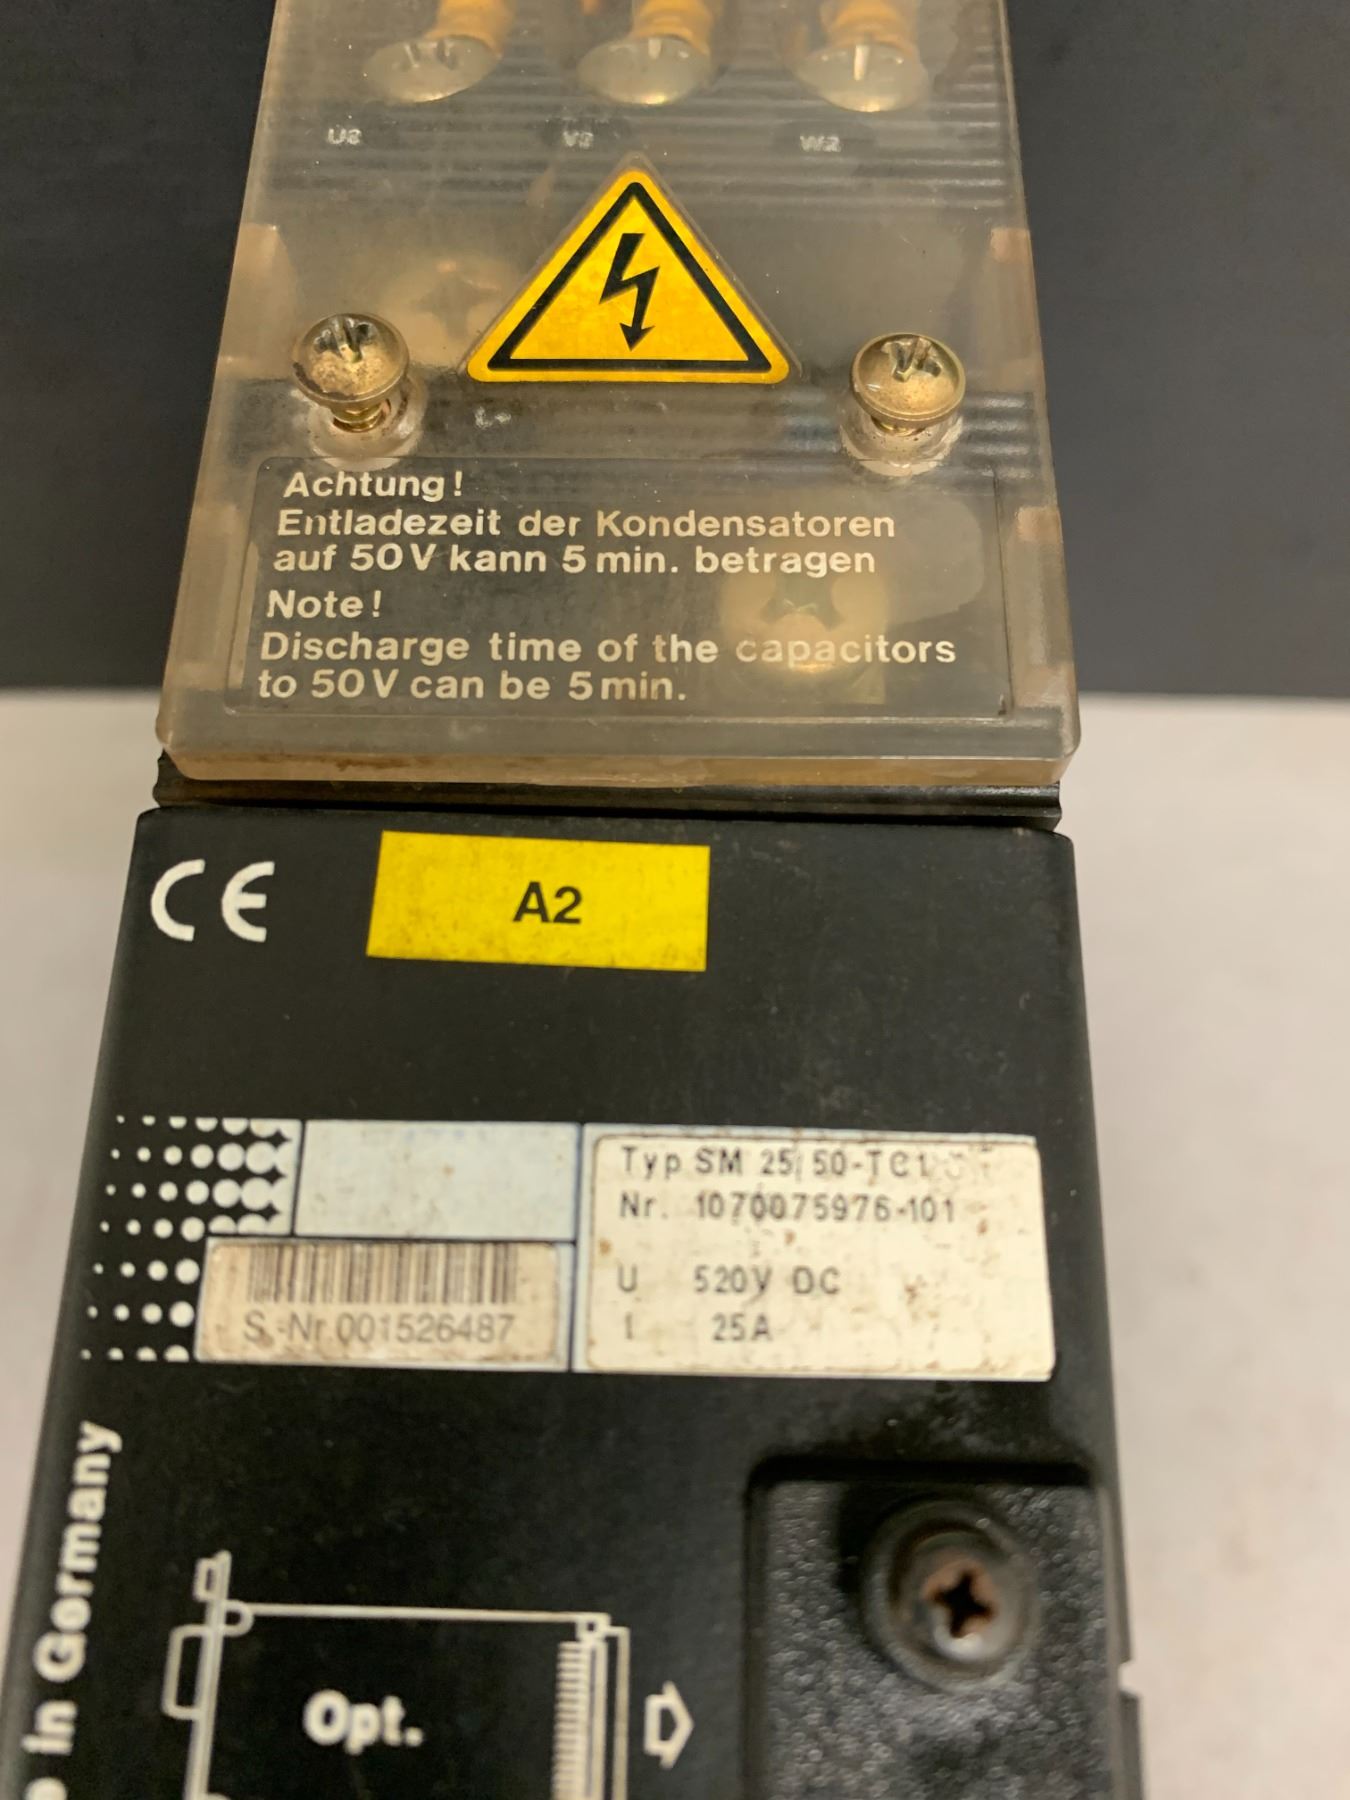 U2 V2 W2
Achtung!
Entladezeit der Kondensatoren
auf 50V kann 5 min. betragen
Note!
Discharge time of the capacitors
to 50V can be 5 min.
CE
A2
Typ SM 25/50-TC1
Nr. 1070075976-101
U 520V DC
I 25A
S.-Nr.001526487
in Germany
Opt.